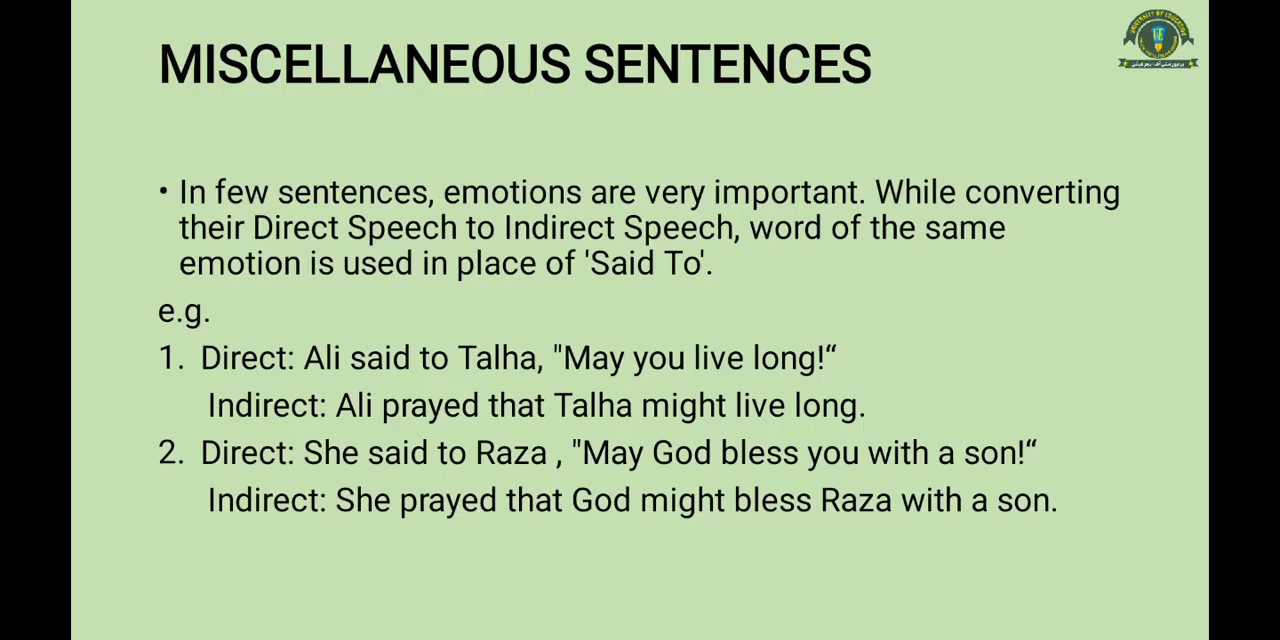 UNIVERSITY OF EDUCATION
MISCELLANEOUS SENTENCES
• In few sentences, emotions are very important. While converting
their Direct Speech to Indirect Speech, word of the same
emotion is used in place of 'Said To'.
e.g.
1. Direct: Ali said to Talha, "May you live long!“
Indirect: Ali prayed that Talha might live long.
2. Direct: She said to Raza , "May God bless you with a son!“
Indirect: She prayed that God might bless Raza with a son.